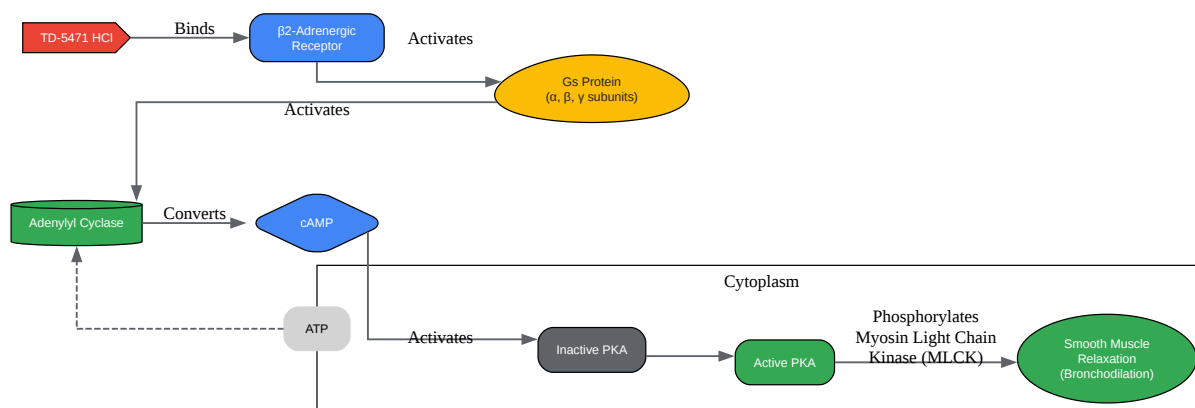 TD-5471 HCl
Binds
β2-Adrenergic
Receptor
Activates
Gs Protein
(α, β, γ subunits)
Activates
Adenylyl Cyclase
Converts
cAMP
Cytoplasm
ATP
Activates
Inactive PKA
Active PKA
Phosphorylates
Myosin Light Chain
Kinase (MLCK)
Smooth Muscle
Relaxation
(Bronchodilation)